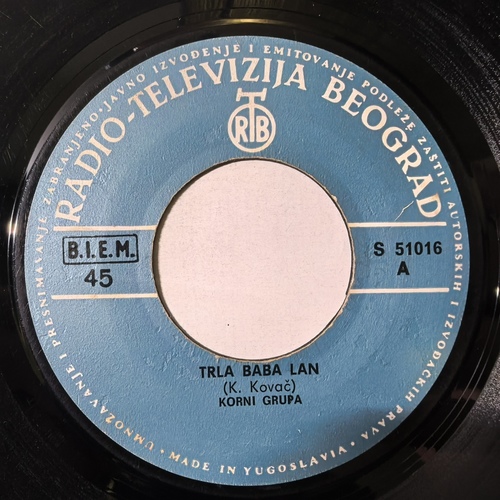 UMNOŽAVANJE I PRESNIMAVANJE ZABRANJENO · JAVNO IZVOĐENJE I EMITOVANJE PODLEŽE ZAŠTITI AUTORSKIH I IZVOĐAČKIH PRAVA ·
RADIO-TELEVIZIJA BEOGRAD
RTB
B.I.E.M.
45
S 51016
A
TRLA BABA LAN
(K. Kovač)
KORNI GRUPA
MADE IN YUGOSLAVIA